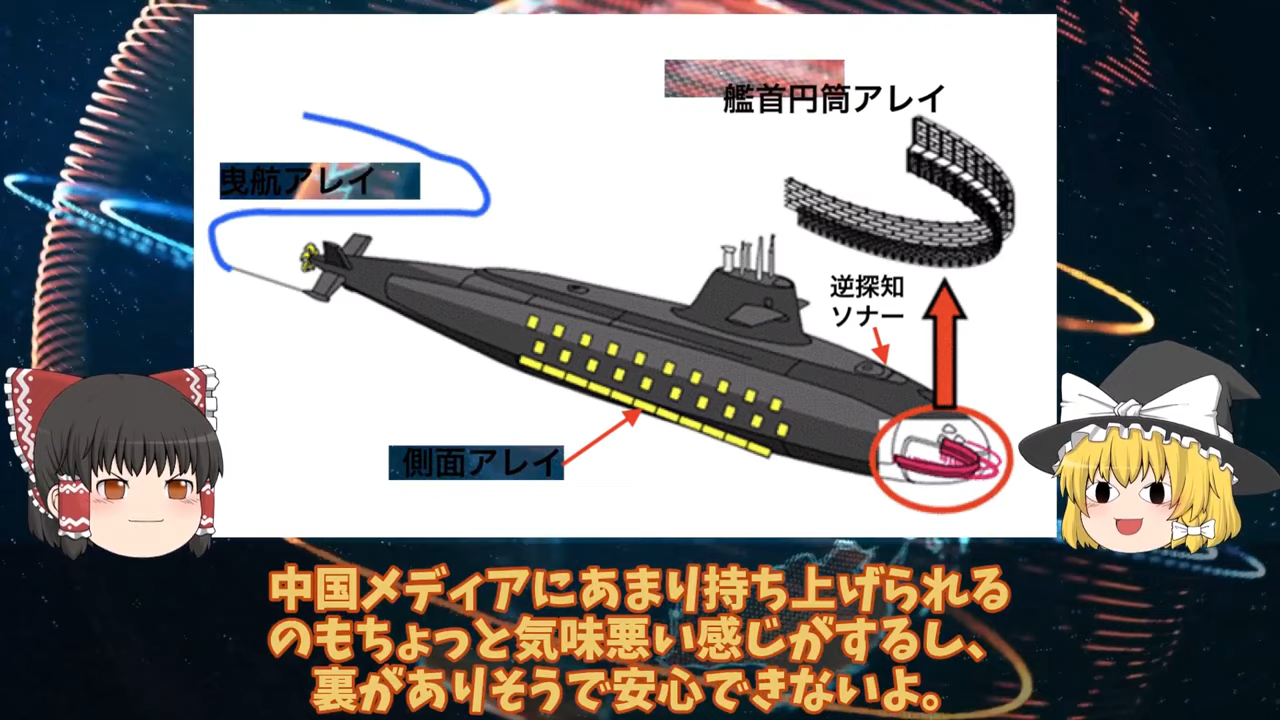 艦首円筒アレイ
曳航アレイ
逆探知
ソナー
側面アレイ
中国メディアにあまり持ち上げられる
のもちょっと気味悪い感じがするし、
裏がありそうで安心できないよ。